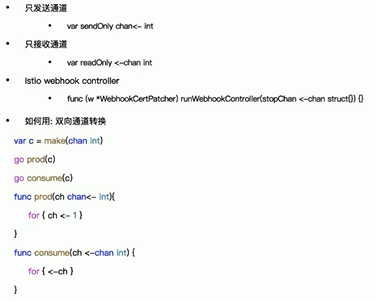 • 只发送通道
• var sendOnly chan<- int
• 只接收通道
• var readOnly <-chan int
• Istio webhook controller
• func (w *WebhookCertPatcher) runWebhookController(stopChan <-chan struct{}) {}
• 如何用: 双向通道转换
var c = make(chan int)
go prod(c)
go consume(c)
func prod(ch chan<- int){
for { ch <- 1 }
}
func consume(ch <-chan int) {
for { <-ch }
}